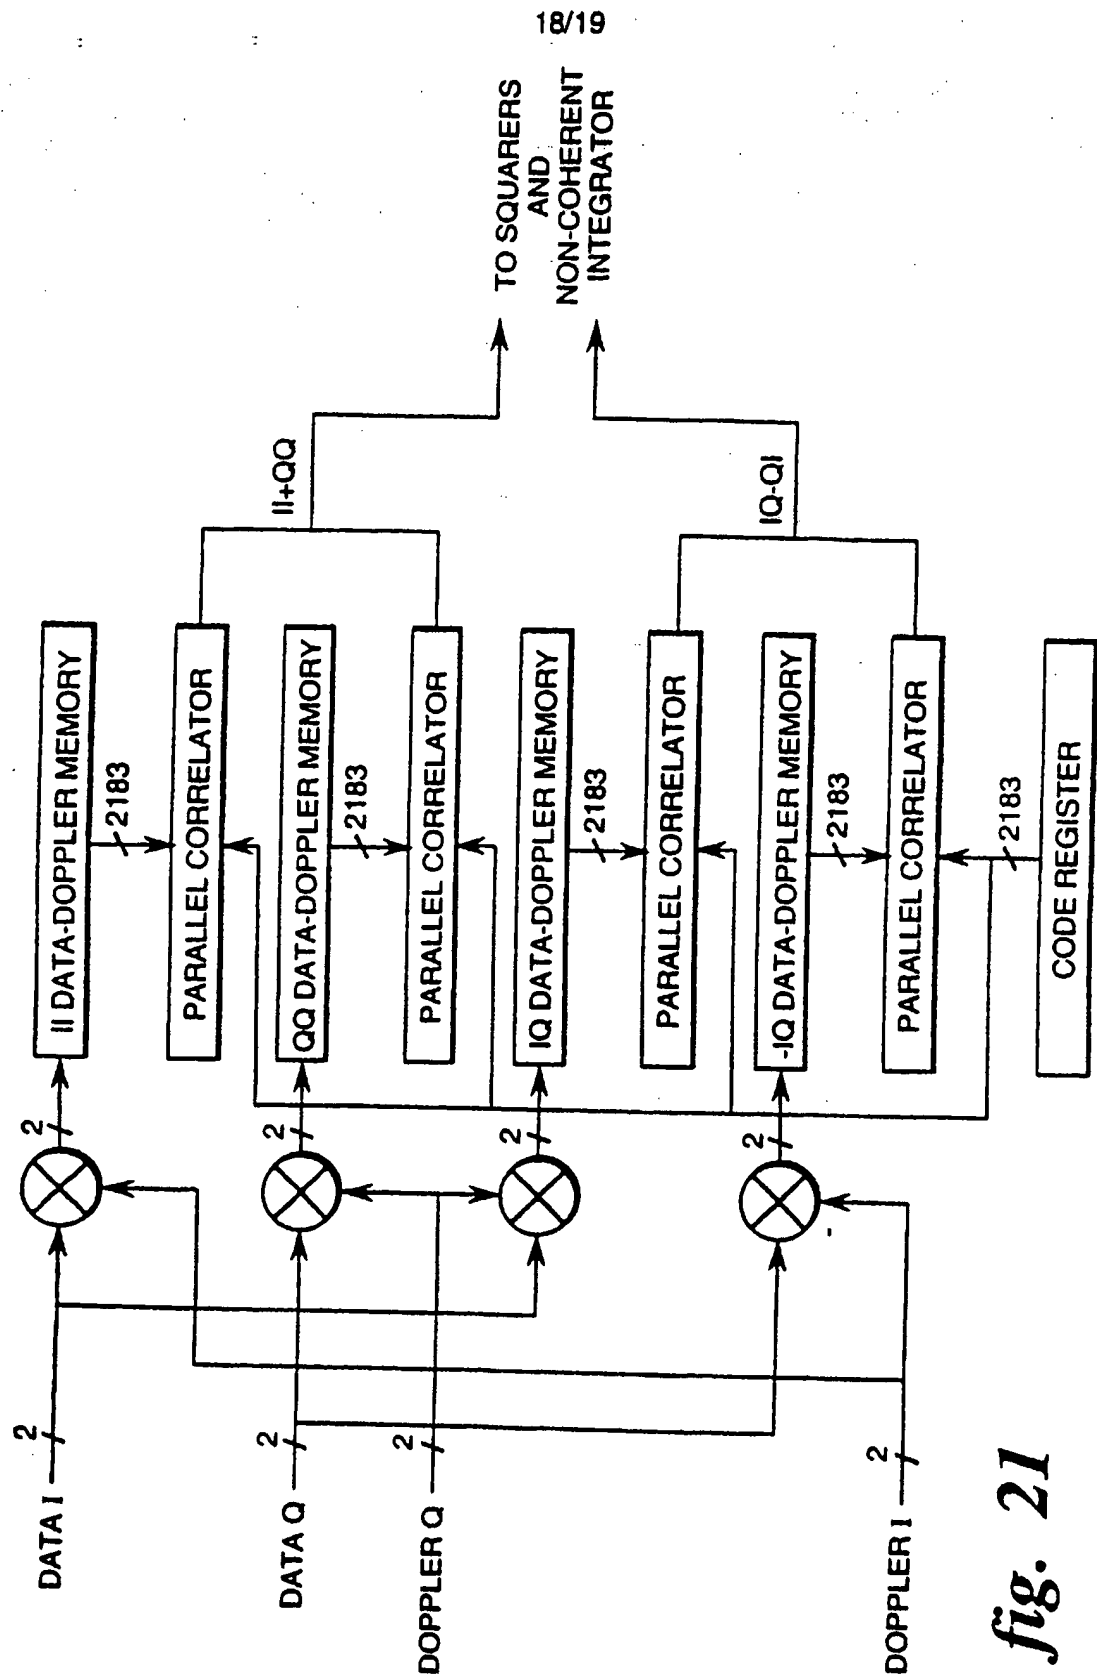 18/19
DATA I
2
2
II DATA-DOPPLER MEMORY
2183
PARALLEL CORRELATOR
II+QQ
TO SQUARERS
AND
NON-COHERENT
INTEGRATOR
DATA Q
2
2
QQ DATA-DOPPLER MEMORY
2183
PARALLEL CORRELATOR
DOPPLER Q
2
2
IQ DATA-DOPPLER MEMORY
2183
PARALLEL CORRELATOR
IQ-QI
-
2
-IQ DATA-DOPPLER MEMORY
2183
PARALLEL CORRELATOR
DOPPLER I
2
2183
CODE REGISTER
fig. 21